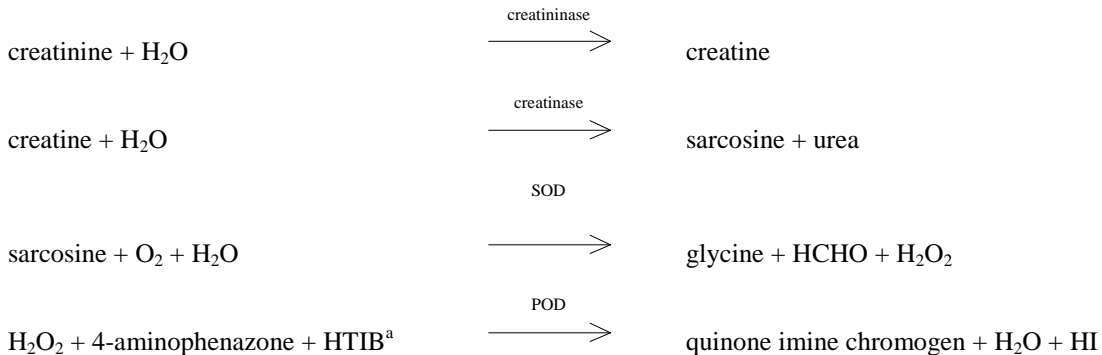 creatininase
creatinine + H₂O creatine
creatinase
creatine + H₂O sarcosine + urea
SOD
sarcosine + O₂ + H₂O glycine + HCHO + H₂O₂
POD
H₂O₂ + 4-aminophenazone + HTIBᵃ quinone imine chromogen + H₂O + HI